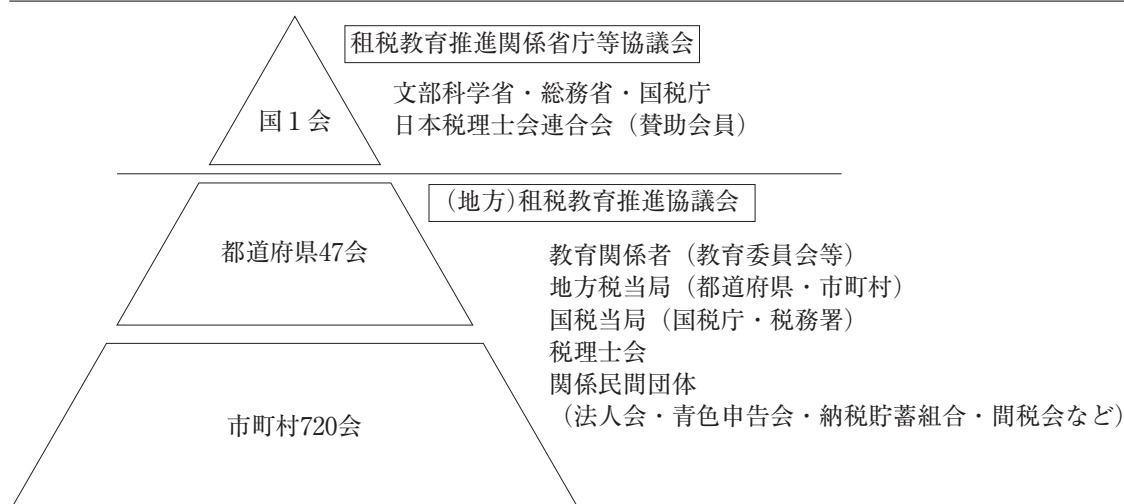 租税教育推進関係省庁等協議会
文部科学省・総務省・国税庁
日本税理士会連合会（賛助会員）
国１会
（地方）租税教育推進協議会
都道府県47会
教育関係者（教育委員会等）
地方税当局（都道府県・市町村）
国税当局（国税庁・税務署）
税理士会
関係民間団体
（法人会・青色申告会・納税貯蓄組合・間税会など）
市町村720会